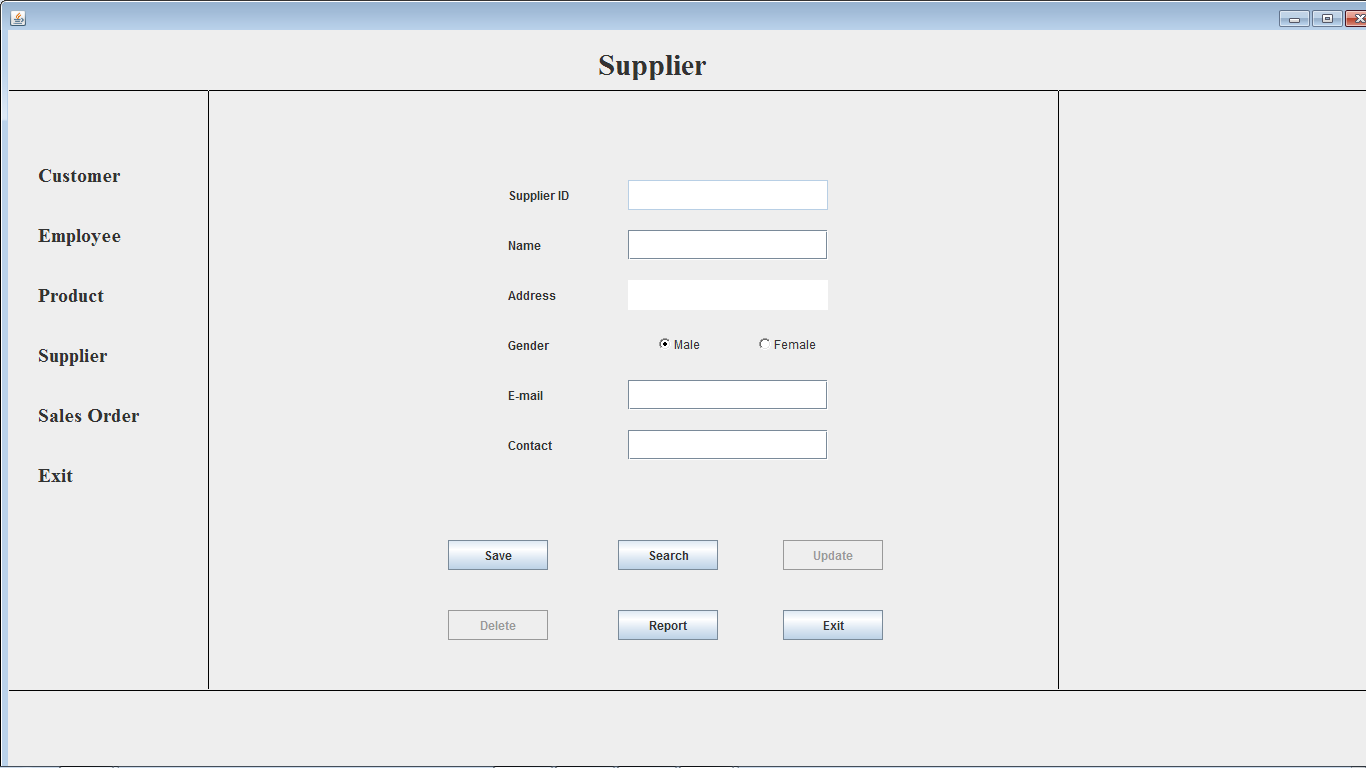 Supplier
Customer
Employee
Product
Supplier
Sales Order
Exit
Supplier ID
Name
Address
Gender Male Female
E-mail
Contact
Save Search Update
Delete Report Exit